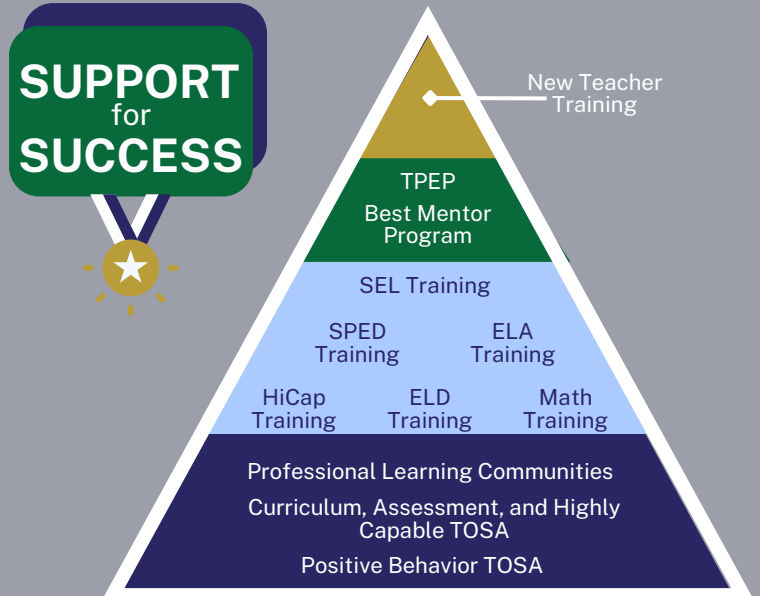 SUPPORT
for
SUCCESS
New Teacher
Training
TPEP
Best Mentor
Program
SEL Training
SPED
Training
ELA
Training
HiCap
Training
ELD
Training
Math
Training
Professional Learning Communities
Curriculum, Assessment, and Highly
Capable TOSA
Positive Behavior TOSA